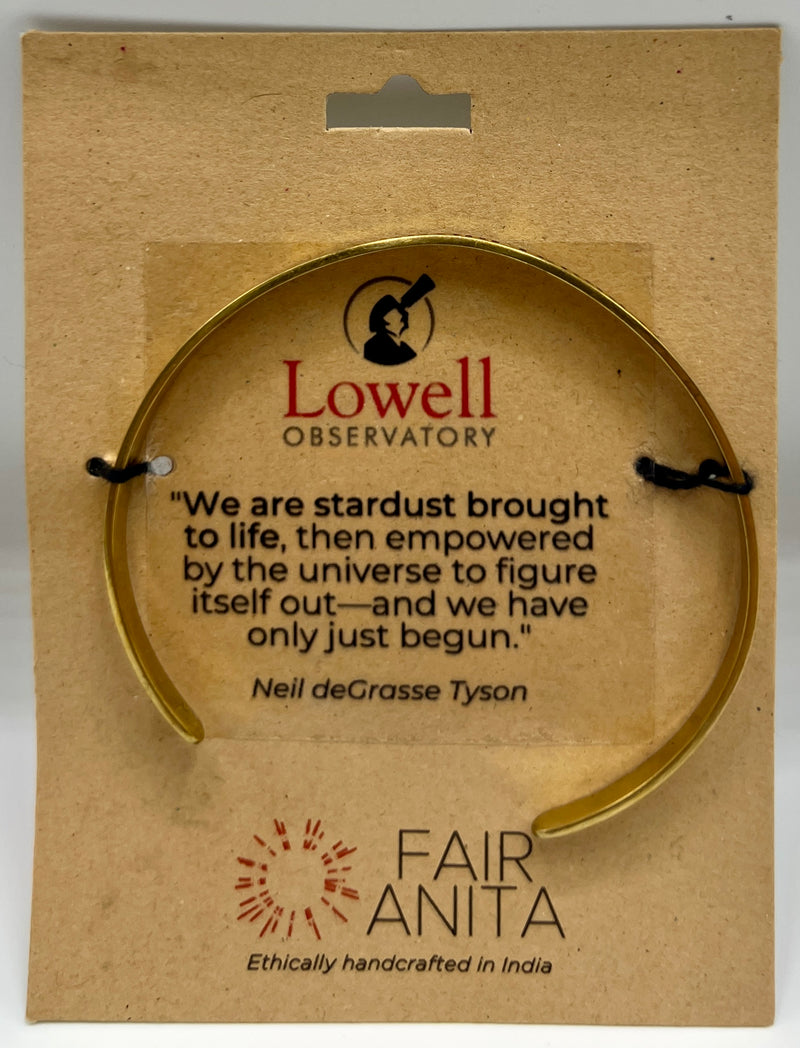 Lowell
OBSERVATORY
"We are stardust brought
to life, then empowered
by the universe to figure
itself out—and we have
only just begun."
Neil deGrasse Tyson
FAIR
ANITA
Ethically handcrafted in India